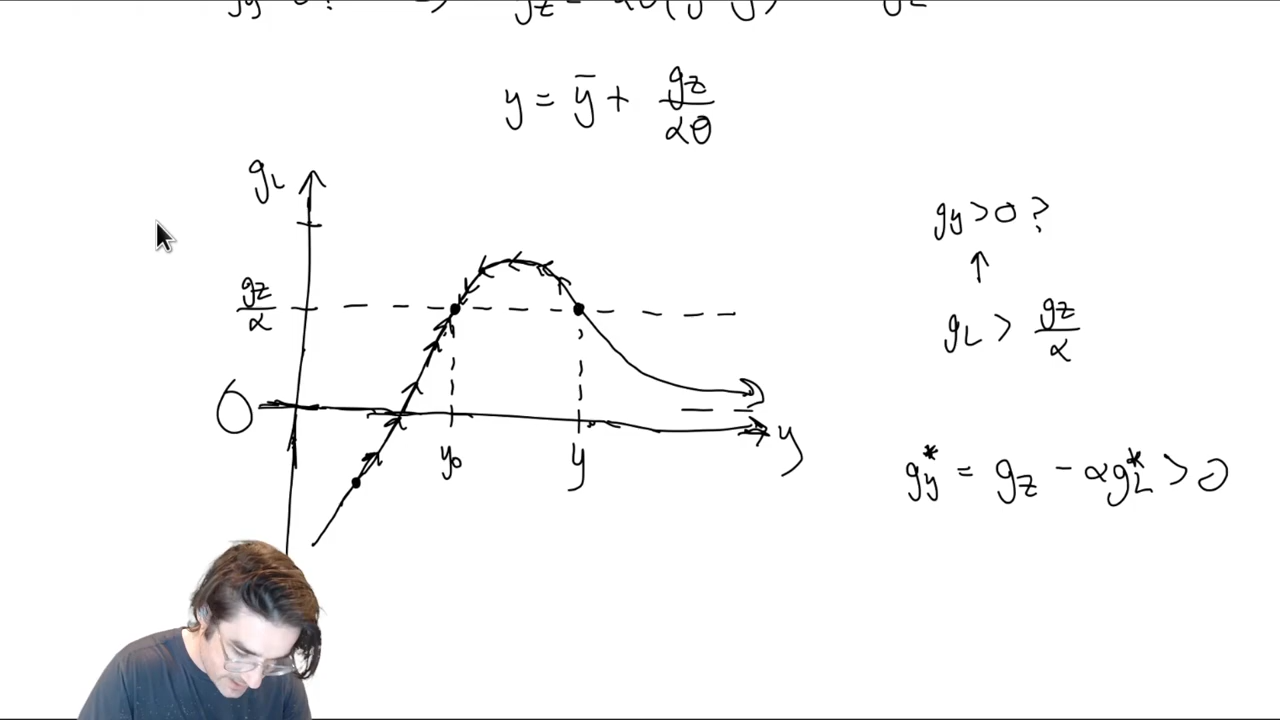 y = ȳ + gz/αθ
gL
gz/α
0
y₀
y
y
gy > 0 ?
↑
gL > gz/α
gy* = gz - αgL* > 0